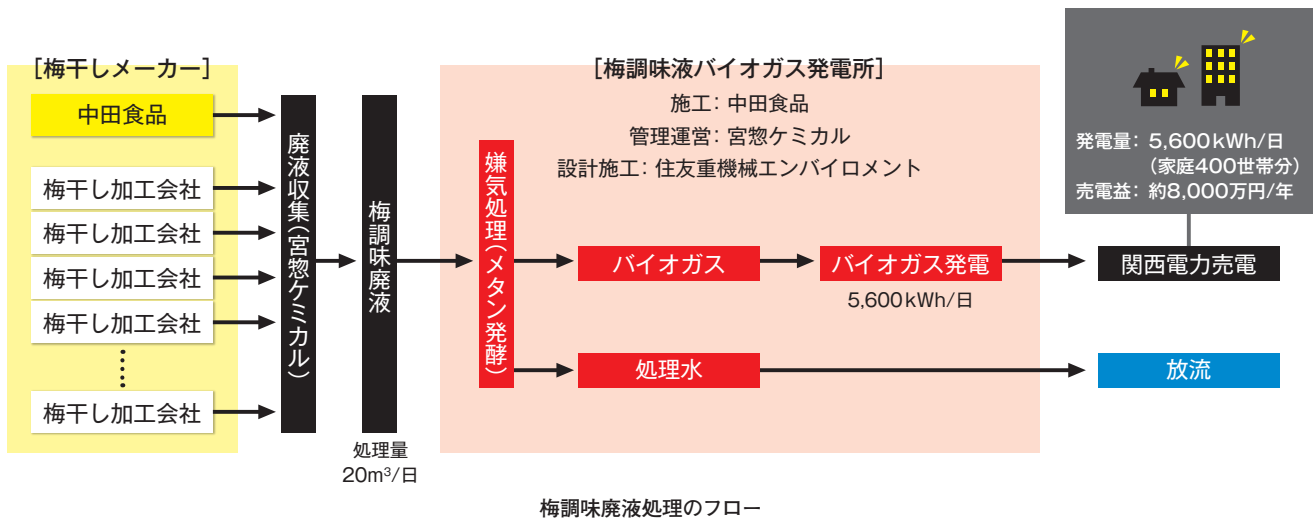 [梅干しメーカー]
中田食品
梅干し加工会社
梅干し加工会社
梅干し加工会社
梅干し加工会社
梅干し加工会社
廃液収集(宮惣ケミカル)
梅調味廃液
処理量
20m³/日
[梅調味液バイオガス発電所]
施工：中田食品
管理運営：宮惣ケミカル
設計施工：住友重機械エンバイロメント
嫌気処理(メタン発酵)
バイオガス
バイオガス発電
5,600kWh/日
処理水
発電量：5,600kWh/日
(家庭400世帯分)
売電益：約8,000万円/年
関西電力売電
放流
梅調味廃液処理のフロー